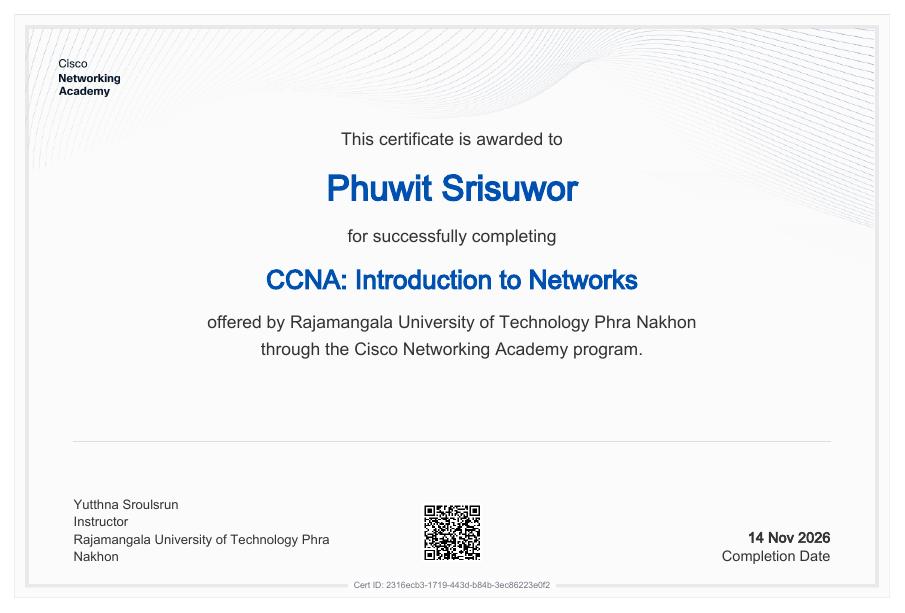 Cisco
Networking
Academy
This certificate is awarded to
Phuwit Srisuwor
for successfully completing
CCNA: Introduction to Networks
offered by Rajamangala University of Technology Phra Nakhon
through the Cisco Networking Academy program.
Yutthna Sroulsrun
Instructor
Rajamangala University of Technology Phra
Nakhon
14 Nov 2026
Completion Date
Cert ID: 2316ecb3-1719-443d-b84b-3ec86223e0f2